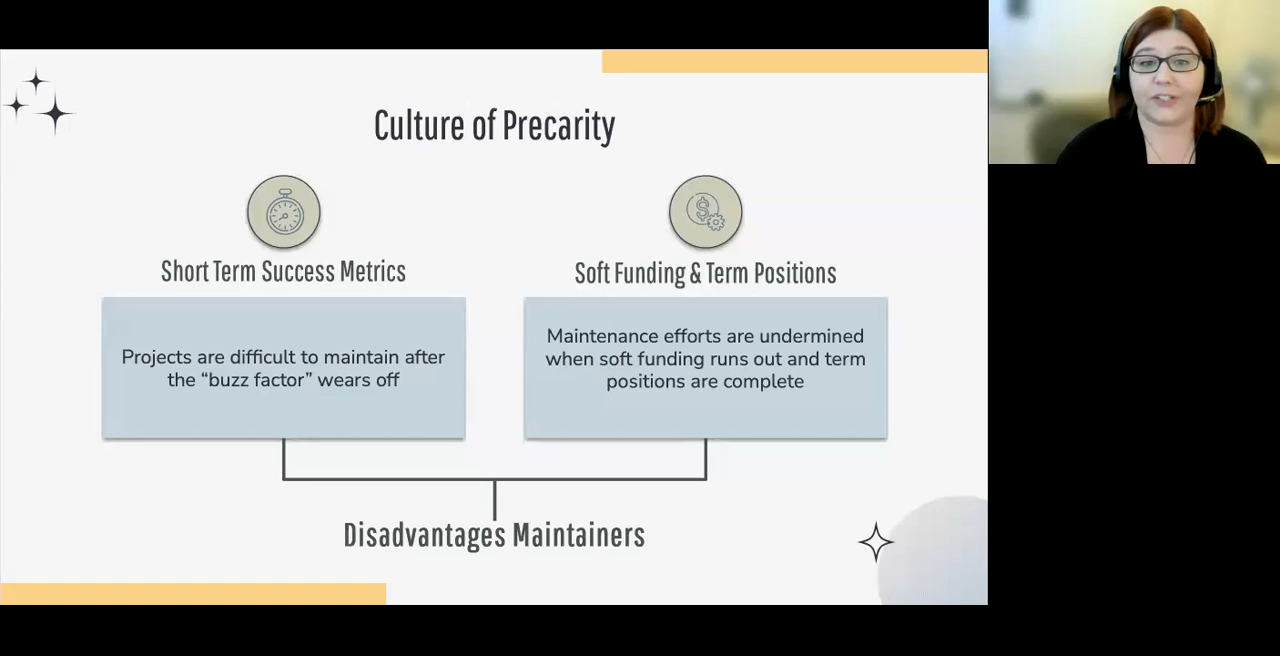 Culture of Precarity
Short Term Success Metrics
Projects are difficult to maintain after
the “buzz factor” wears off
Soft Funding & Term Positions
Maintenance efforts are undermined
when soft funding runs out and term
positions are complete
Disadvantages Maintainers